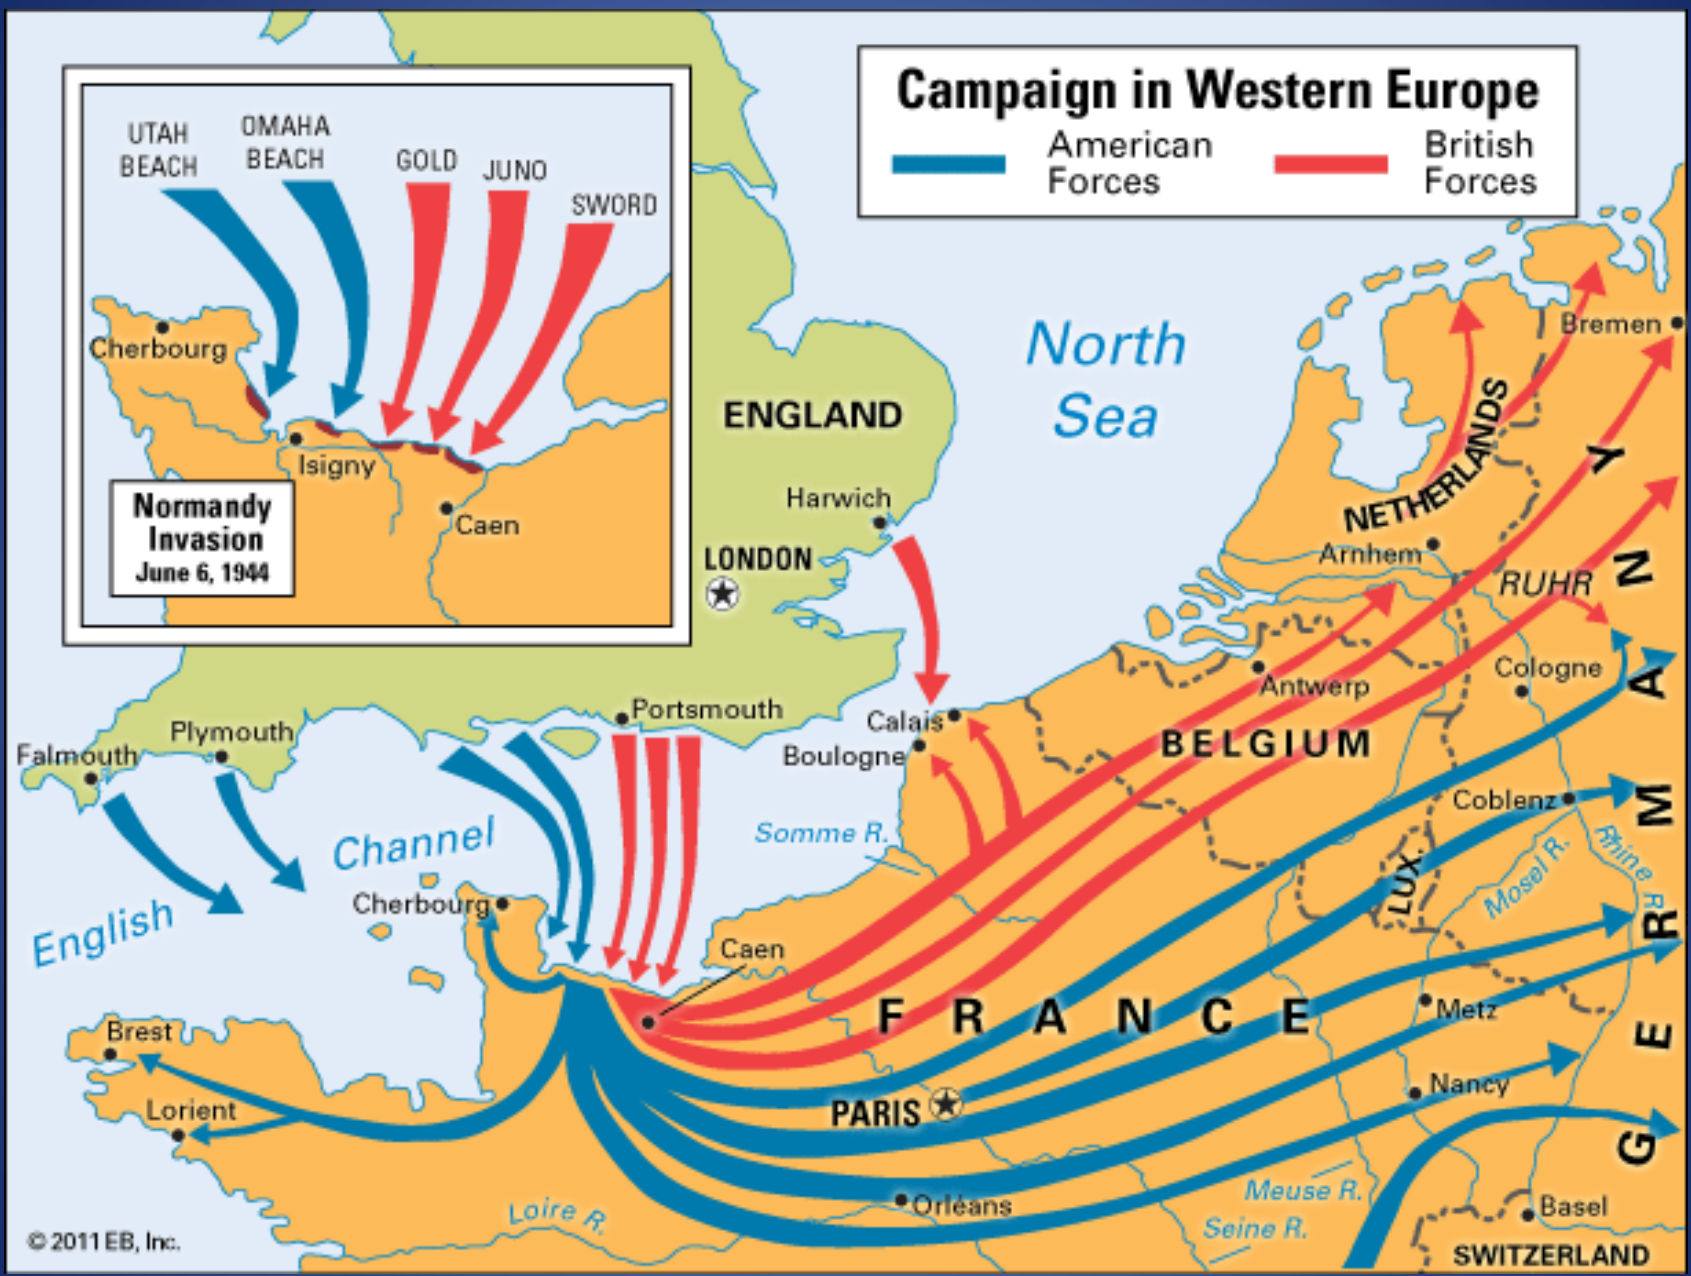 Campaign in Western Europe
American
Forces
British
Forces
UTAH
BEACH
OMAHA
BEACH
GOLD
JUNO
SWORD
Cherbourg
Isigny
Caen
Normandy
Invasion
June 6, 1944
North
Sea
ENGLAND
Harwich
LONDON
Portsmouth
Plymouth
Falmouth
Calais
Boulogne
Channel
English
Somme R.
Cherbourg
Caen
Brest
Lorient
FRANCE
PARIS
Orléans
Loire R.
Meuse R.
Seine R.
NETHERLANDS
Bremen
Arnhem
RUHR
Antwerp
Cologne
BELGIUM
Coblenz
LUX.
Mosel R.
Rhine R.
Metz
Nancy
GERMANY
Basel
SWITZERLAND
© 2011 EB, Inc.